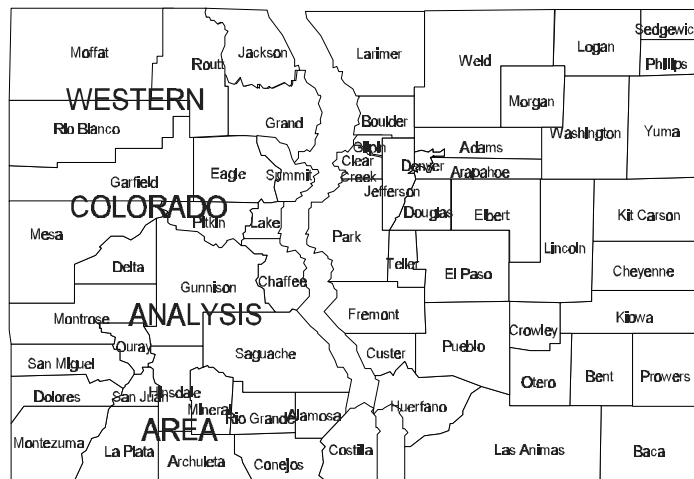 Sedgewic
Moffat
Jackson
Larimer
Logan
Routt
Weld
Phillips
WESTERN
Morgan
Boulder
Grand
Rio Blanco
Washington
Yuma
Gilpin
Adams
Clear
Creek
Denver
Eagle
Summit
Arapahoe
Garfield
Jefferson
COLORADO
Douglas
Elbert
Kit Carson
Pitkin
Lake
Mesa
Park
Lincoln
Delta
Teller
El Paso
Cheyenne
Gunnison
Chaffee
ANALYSIS
Montrose
Fremont
Kiowa
Crowley
Ouray
Saguache
Custer
Pueblo
San Miguel
Otero
Bent
Prowers
Dolores
San Juan
Hinsdale
Mineral
Rio Grande
Alamosa
Huerfano
AREA
Montezuma
La Plata
Archuleta
Conejos
Costilla
Las Animas
Baca